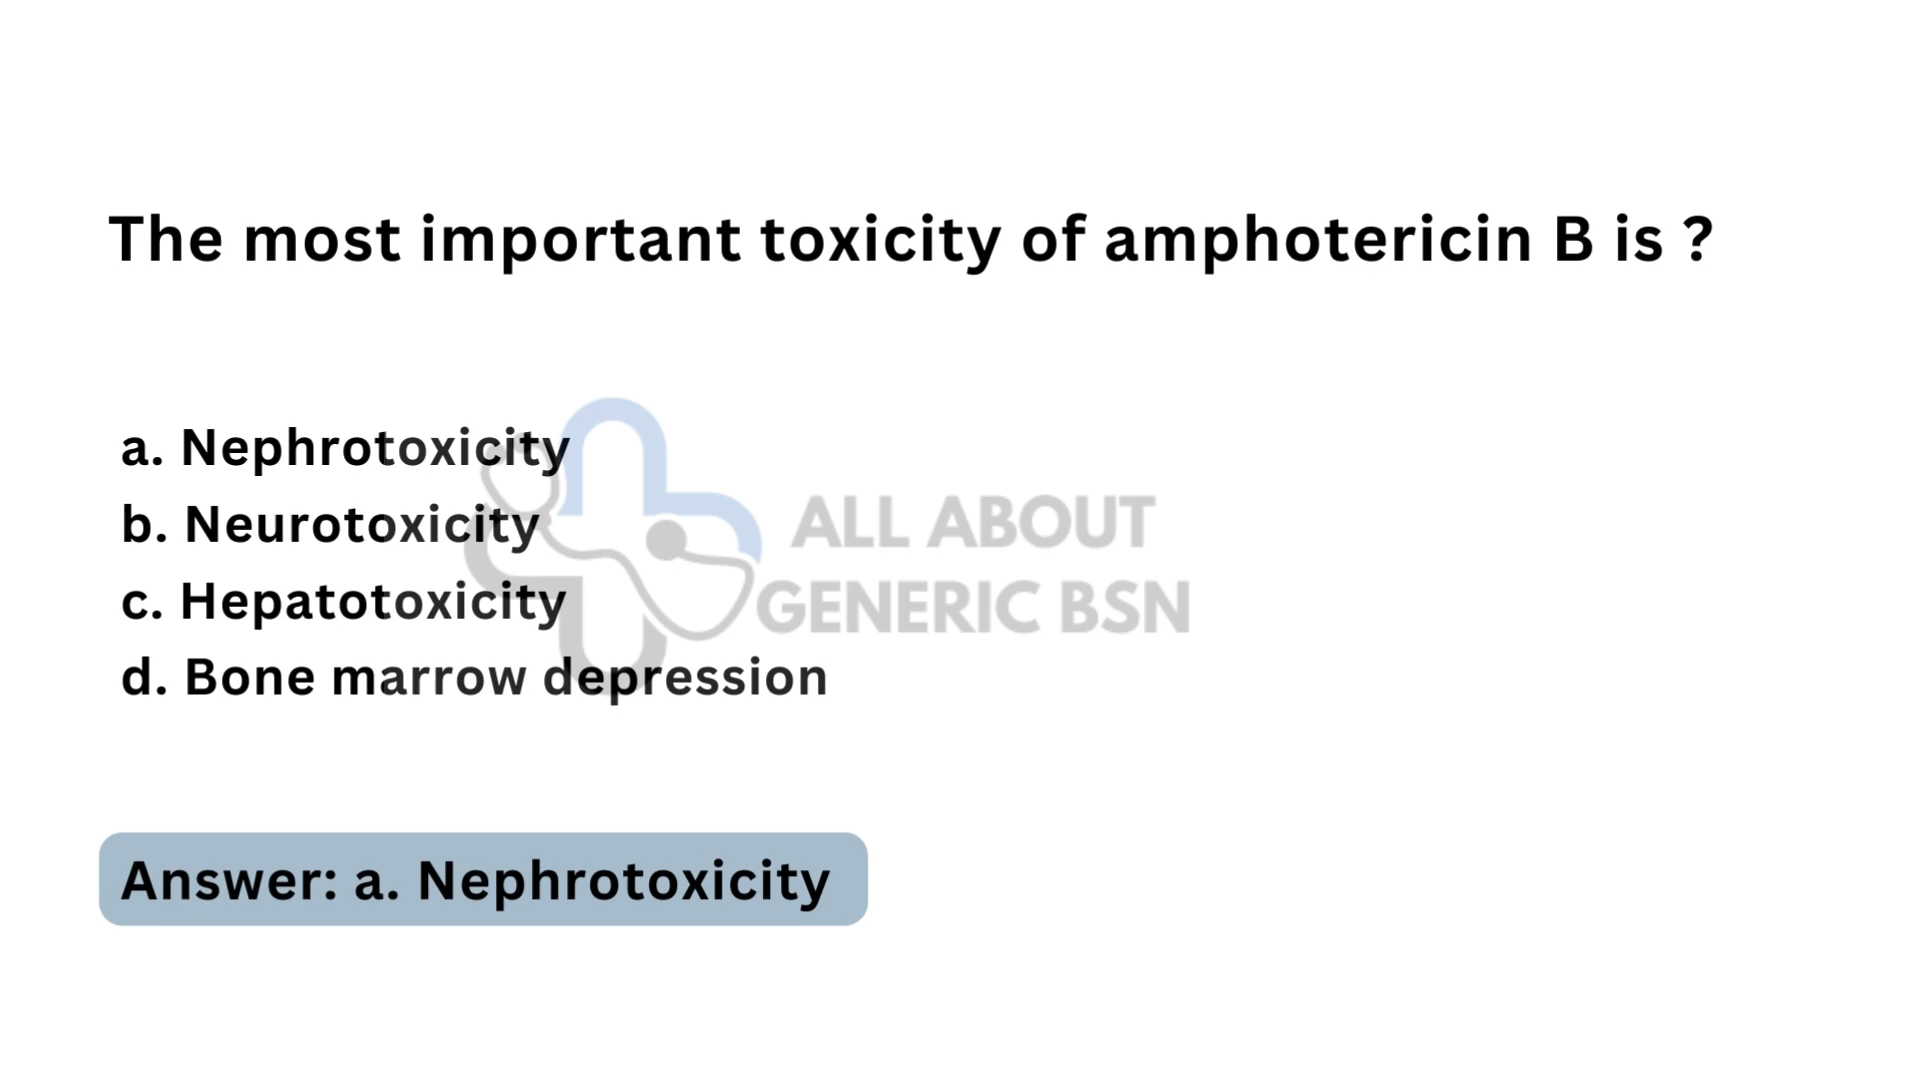 The most important toxicity of amphotericin B is ?
a. Nephrotoxicity
b. Neurotoxicity
c. Hepatotoxicity
d. Bone marrow depression
ALL ABOUT
GENERIC BSN
Answer: a. Nephrotoxicity